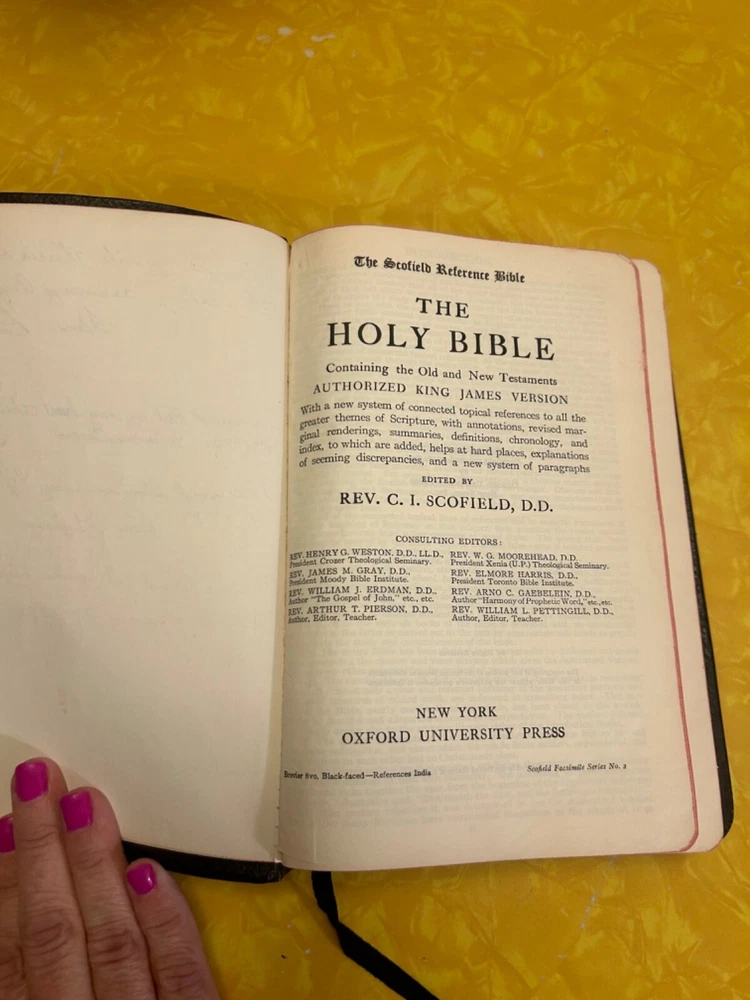 The Scofield Reference Bible
THE
HOLY BIBLE
Containing the Old and New Testaments
AUTHORIZED KING JAMES VERSION
With a new system of connected topical references to all the
greater themes of Scripture, with annotations, revised mar-
ginal renderings, summaries, definitions, chronology, and
index, to which are added, helps at hard places, explanations
of seeming discrepancies, and a new system of paragraphs
EDITED BY
REV. C. I. SCOFIELD, D.D.
CONSULTING EDITORS:
REV. HENRY G. WESTON, D.D., LL.D.,
President Crozer Theological Seminary.
REV. JAMES M. GRAY, D.D.,
President Moody Bible Institute.
REV. WILLIAM J. ERDMAN, D.D.,
Author "The Gospel of John," etc., etc.
REV. ARTHUR T. PIERSON, D.D.,
Author, Editor, Teacher.
REV. W. G. MOOREHEAD, D.D.
President Xenia (U.P.) Theological Seminary.
REV. ELMORE HARRIS, D.D.,
President Toronto Bible Institute.
REV. ARNO C. GAEBELEIN, D.D.,
Author "Harmony of Prophetic Word," etc., etc.
REV. WILLIAM L. PETTINGILL, D.D.,
Author, Editor, Teacher.
NEW YORK
OXFORD UNIVERSITY PRESS
Brevier 8vo, Black-faced—References India
Scofield Facsimile Series No. 2